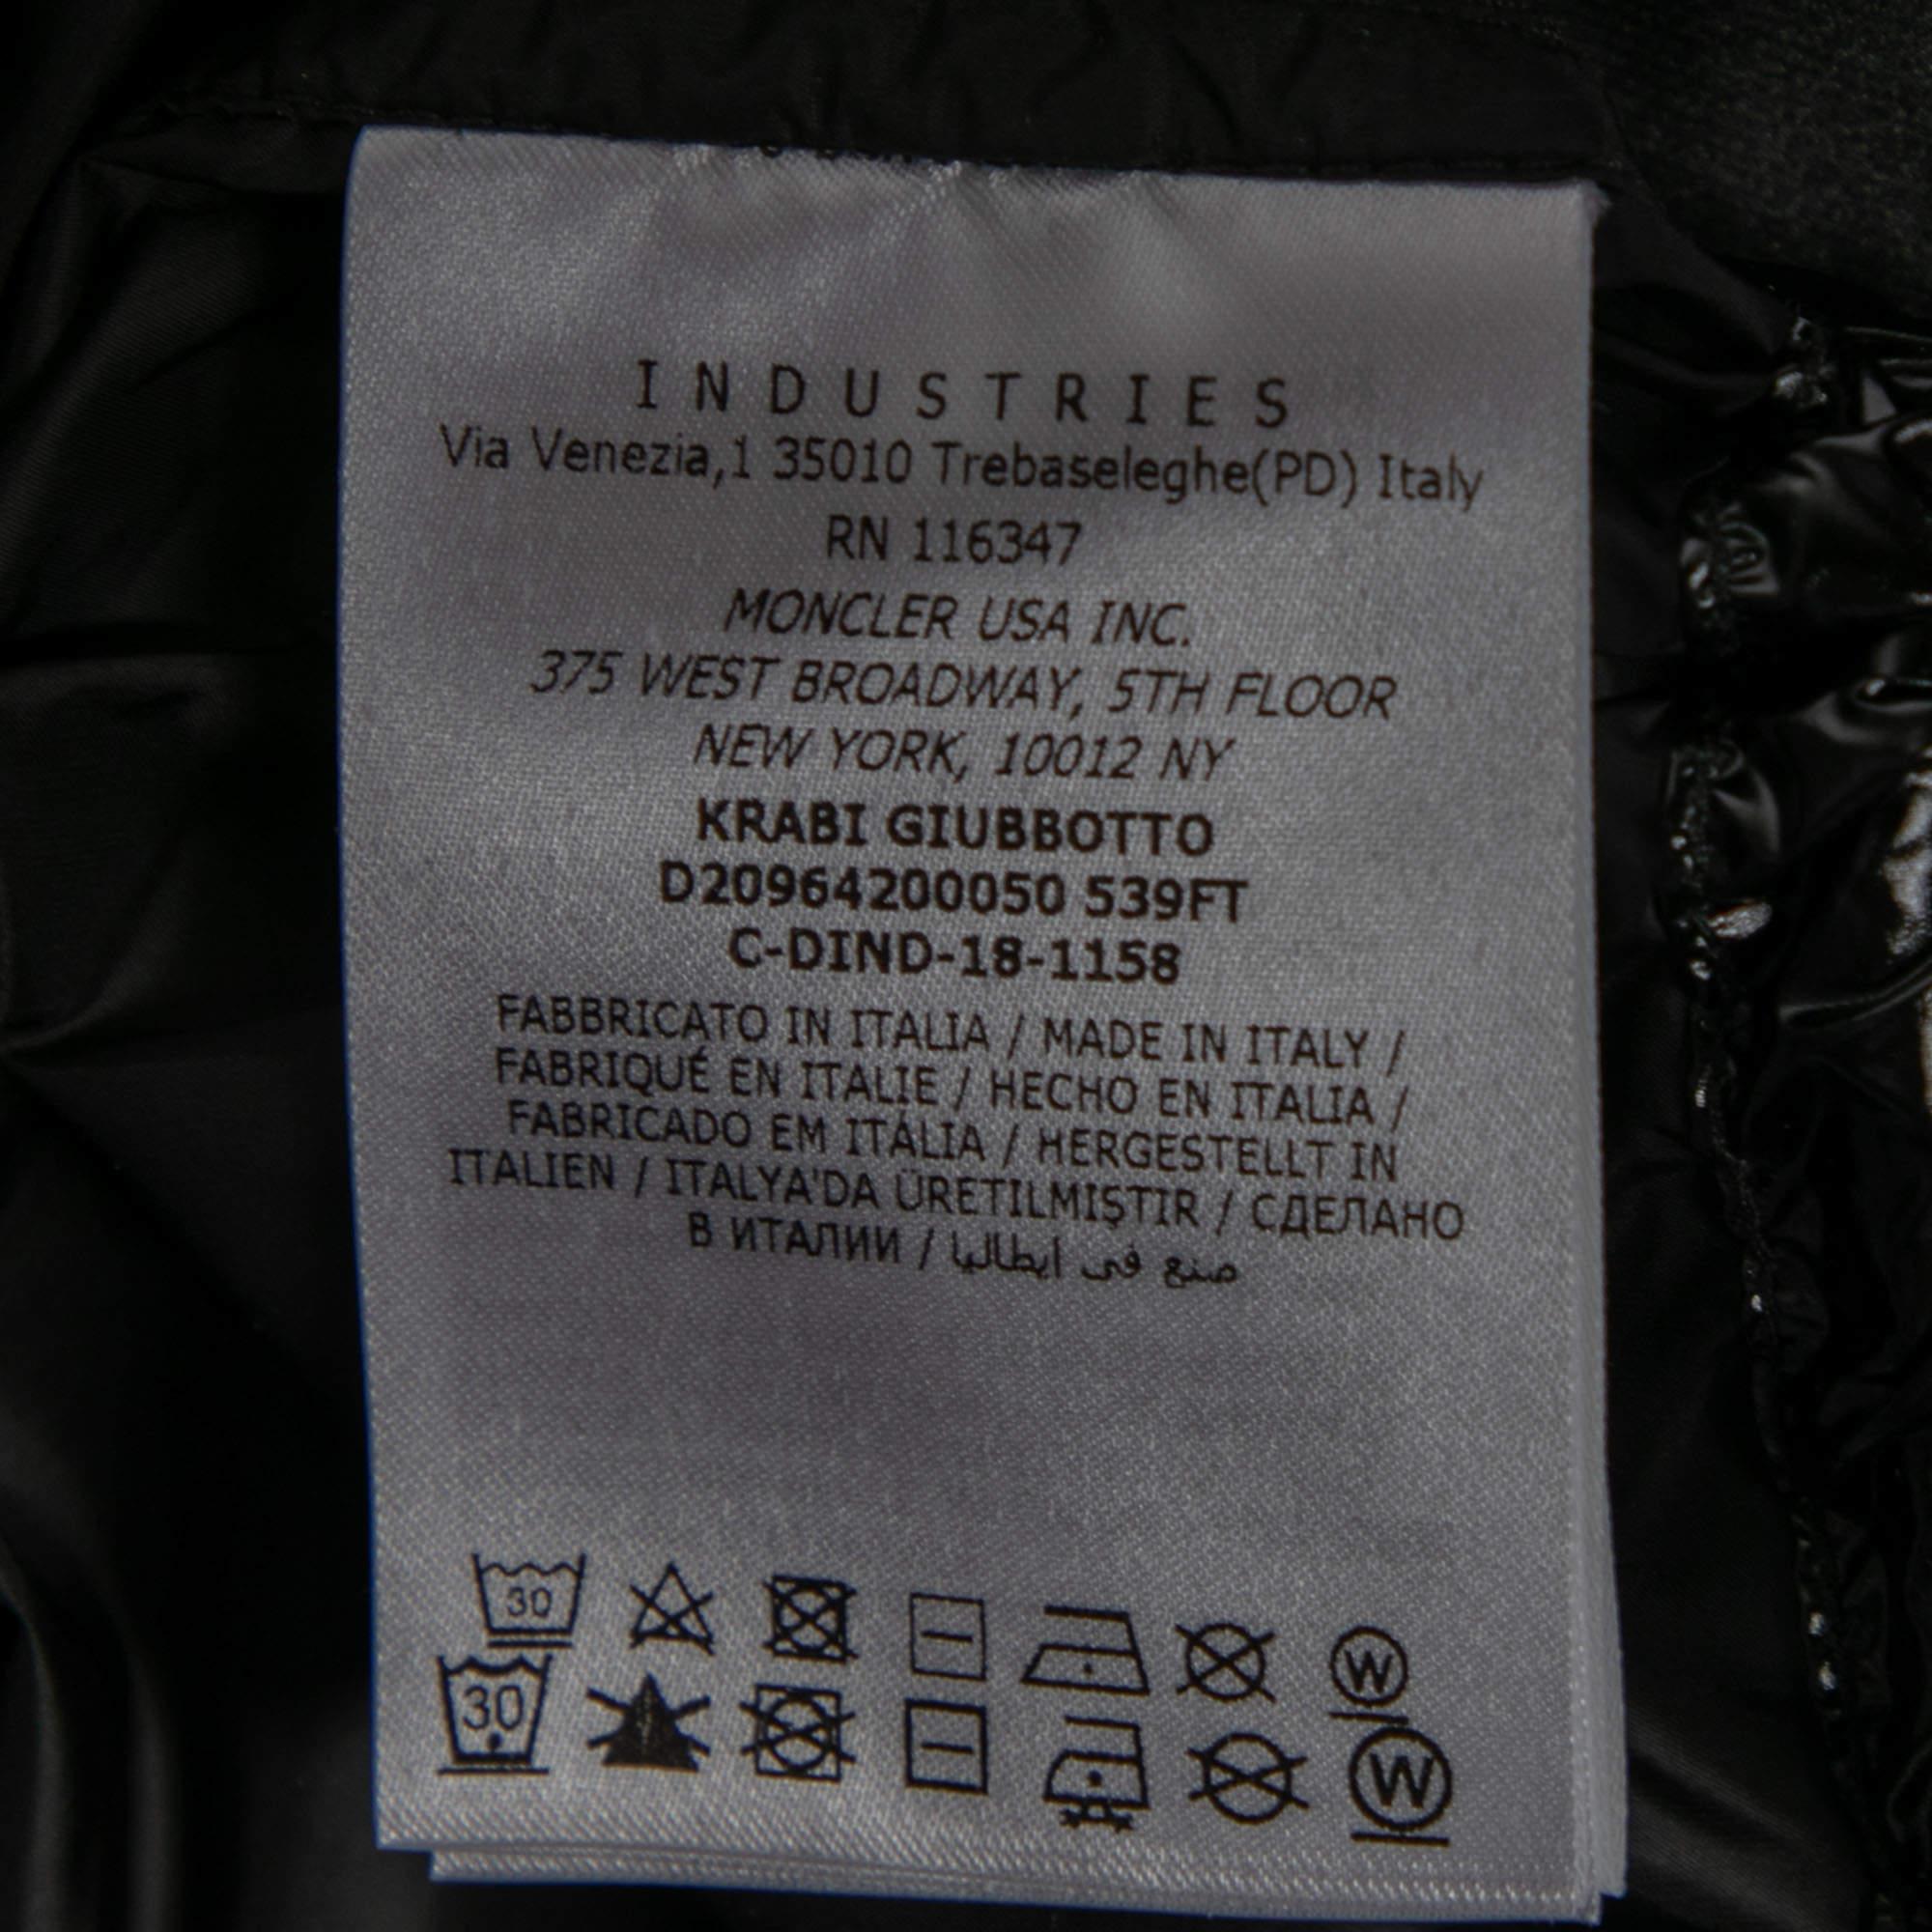 INDUSTRIES
Via Venezia,1 35010 Trebaseleghe(PD) Italy
RN 116347
MONCLER USA INC.
375 WEST BROADWAY, 5TH FLOOR
NEW YORK, 10012 NY
KRABI GIUBBOTTO
D20964200050 539FT
C-DIND-18-1158
FABBRICATO IN ITALIA / MADE IN ITALY /
FABRIQUÉ EN ITALIE / HECHO EN ITALIA /
FABRICADO EM ITÁLIA / HERGESTELLT IN
ITALIEN / ITALYA'DA ÜRETILMIŞTIR / СДЕЛАНО
В ИТАЛИИ / صنع في ايطاليا
30 W
30 W